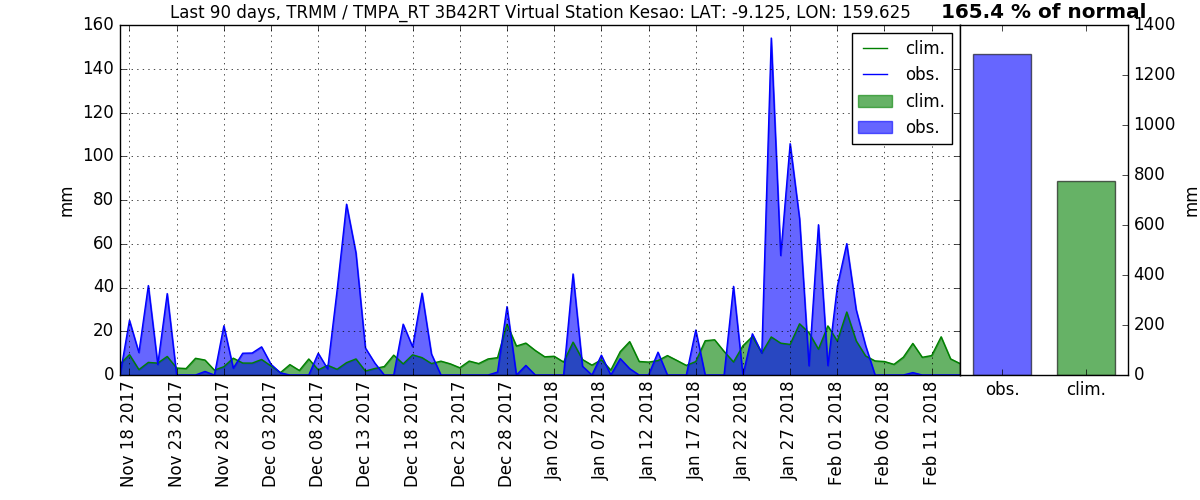 Last 90 days, TRMM / TMPA_RT 3B42RT Virtual Station Kesao: LAT: -9.125, LON: 159.625
165.4 % of normal
160
140
120
100
80
60
40
20
0
mm
clim.
obs.
clim.
obs.
Nov 18 2017
Nov 23 2017
Nov 28 2017
Dec 03 2017
Dec 08 2017
Dec 13 2017
Dec 18 2017
Dec 23 2017
Dec 28 2017
Jan 02 2018
Jan 07 2018
Jan 12 2018
Jan 17 2018
Jan 22 2018
Jan 27 2018
Feb 01 2018
Feb 06 2018
Feb 11 2018
1400
1200
1000
800
600
400
200
0
mm
obs.
clim.